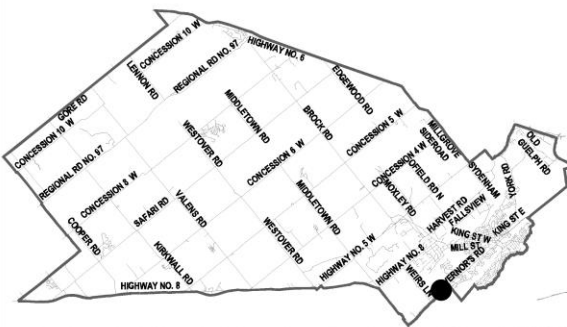 CONCESSION 10 W
HIGHWAY NO. 6
LENNON RD
REGIONAL RD NO. 97
EDGEWOOD RD
GORE RD
MIDDLETOWN RD
BROCK RD
CONCESSION 10 W
WESTOVER RD
CONCESSION 5 W
MILLGROVE
SIDEROAD
OLD
GUELPH RD
REGIONAL RD NO. 97
CONCESSION 6 W
CONCESSION 4 W
OFIELD RD N
SYDENHAM
YORK RD
CONCESSION 8 W
SAFARI RD
VALENS RD
MIDDLETOWN RD
MOXLEY RD
HARVEST RD
FALLSVIEW
KING ST E
COOPER RD
WESTOVER RD
KING ST W
MILL ST
KIRKWALL RD
HIGHWAY NO. 5 W
HIGHWAY NO. 8
WEIRS LN
ERNOR'S RD
HIGHWAY NO. 8